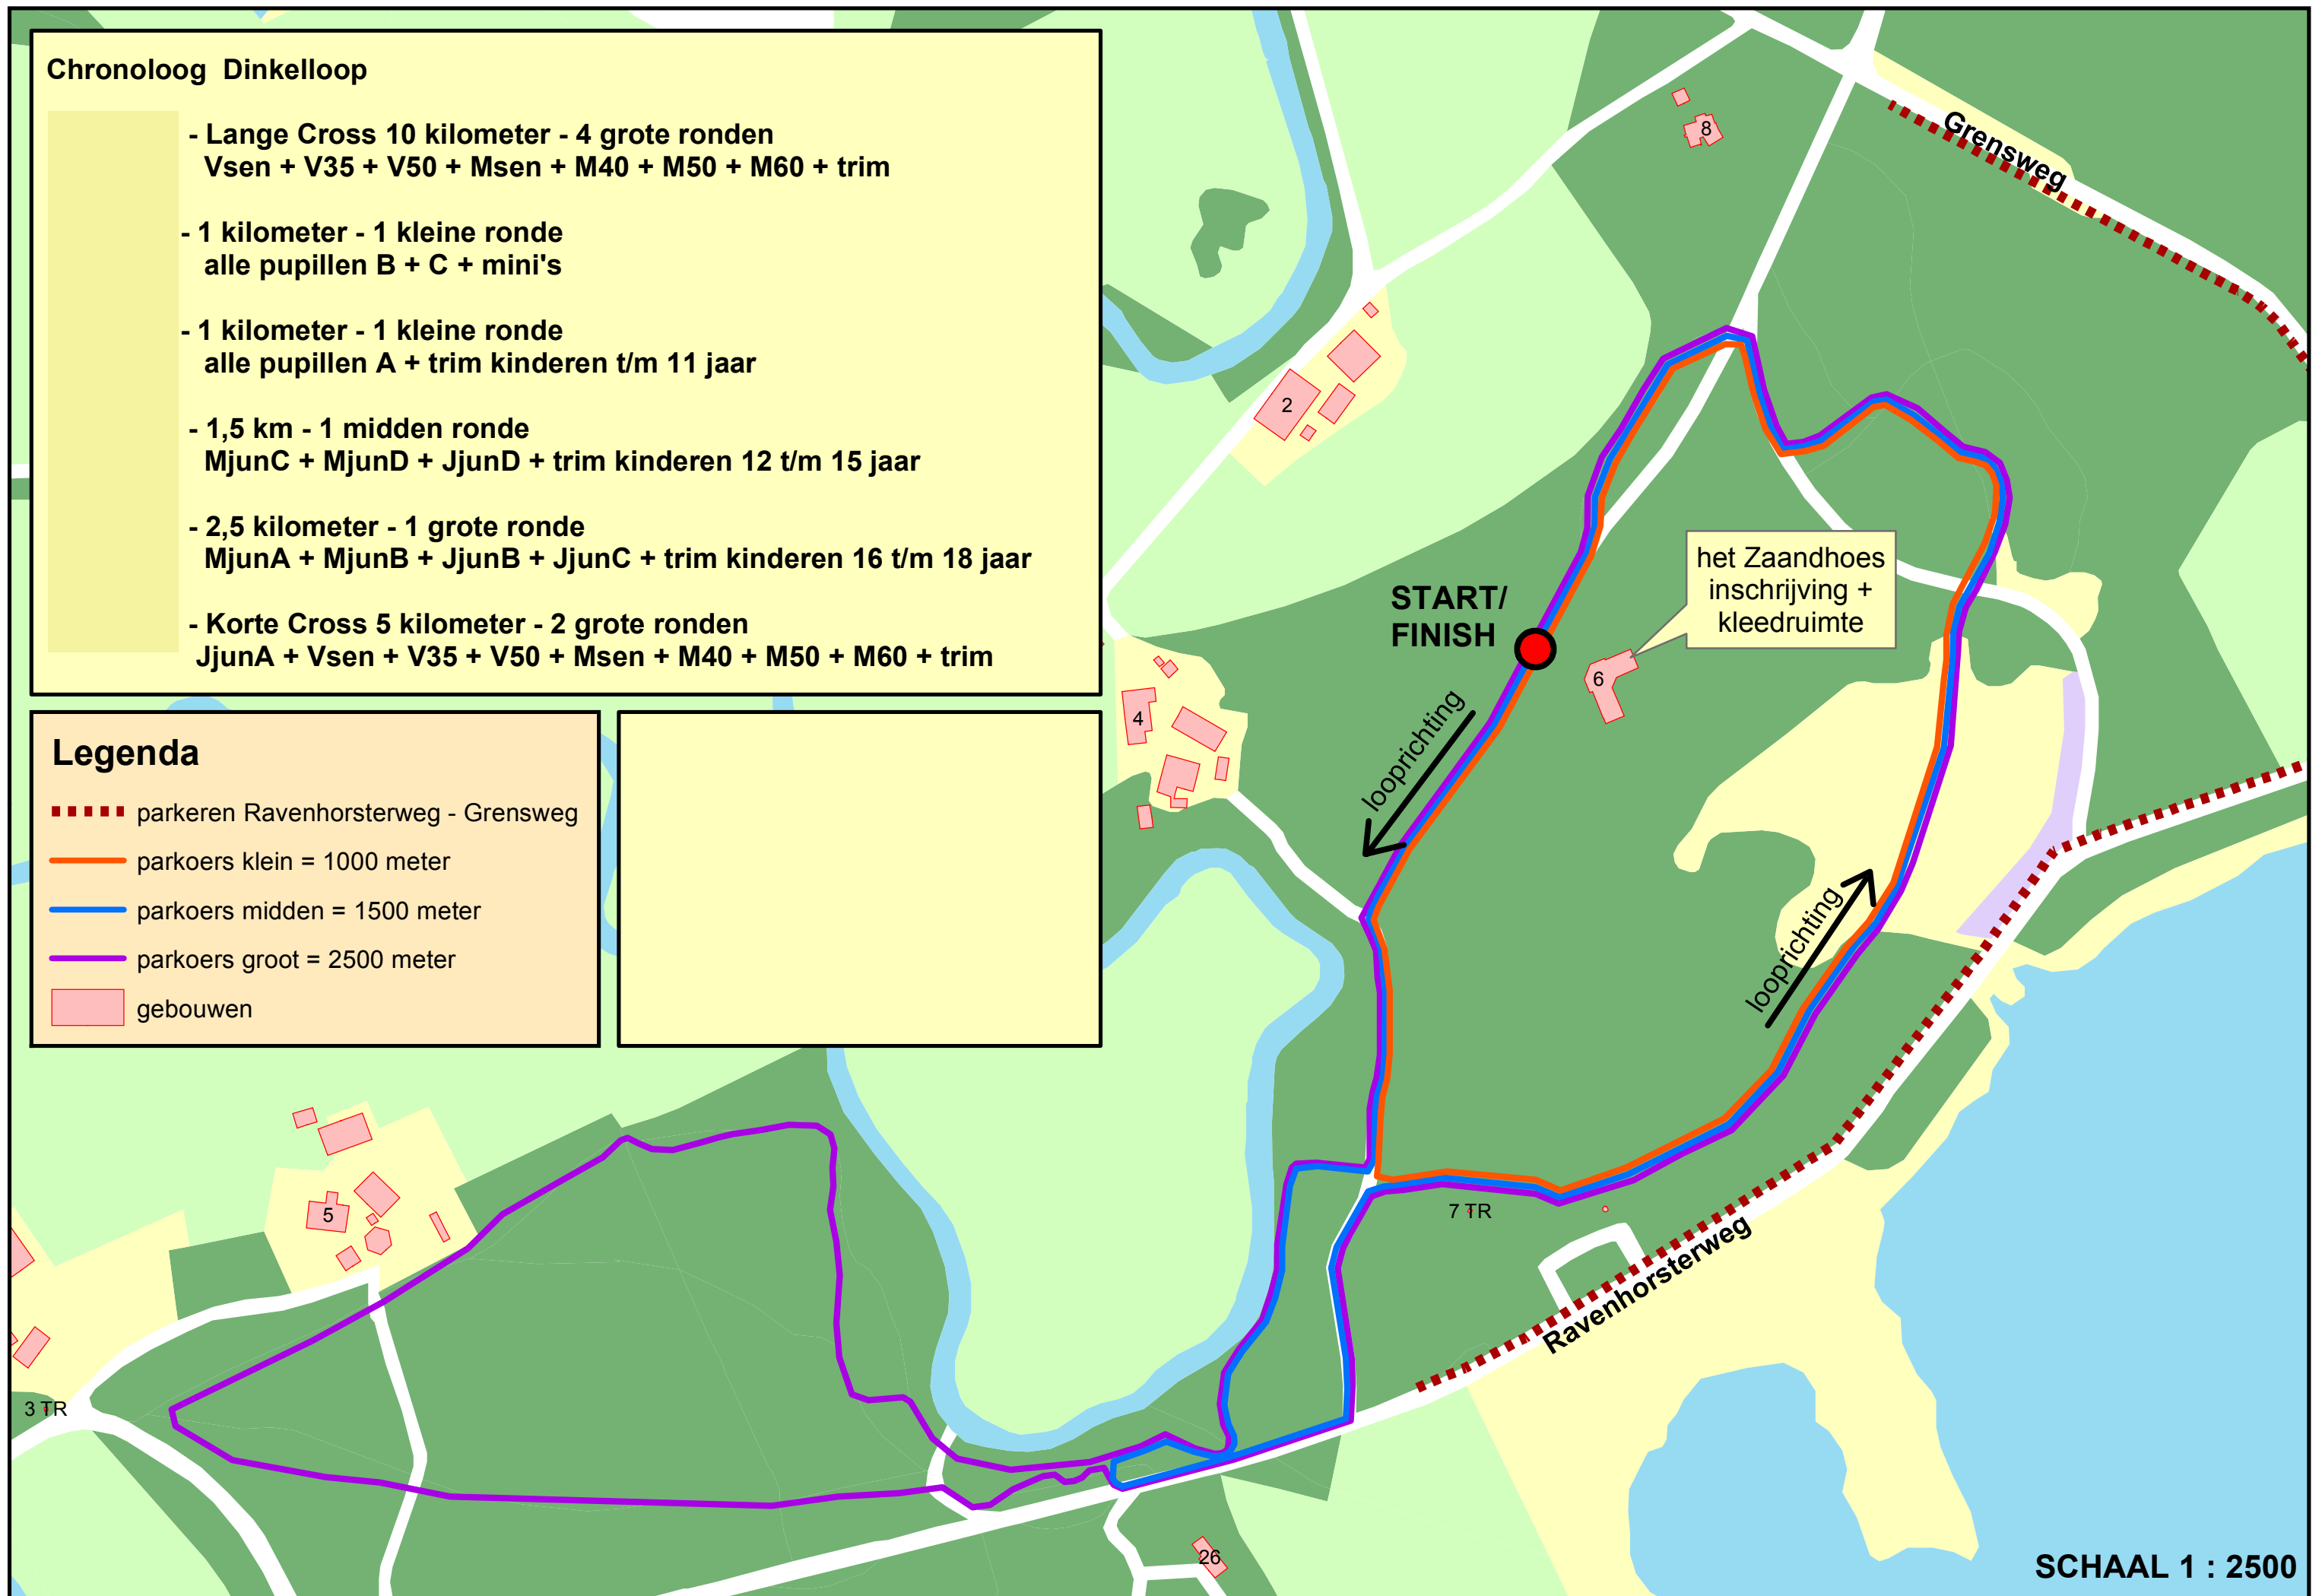 Chronoloog Dinkelloop
- Lange Cross 10 kilometer - 4 grote ronden
Vsen + V35 + V50 + Msen + M40 + M50 + M60 + trim
- 1 kilometer - 1 kleine ronde
alle pupillen B + C + mini's
- 1 kilometer - 1 kleine ronde
alle pupillen A + trim kinderen t/m 11 jaar
- 1,5 km - 1 midden ronde
MjunC + MjunD + JjunD + trim kinderen 12 t/m 15 jaar
- 2,5 kilometer - 1 grote ronde
MjunA + MjunB + JjunB + JjunC + trim kinderen 16 t/m 18 jaar
- Korte Cross 5 kilometer - 2 grote ronden
JjunA + Vsen + V35 + V50 + Msen + M40 + M50 + M60 + trim
Legenda
parkeren Ravenhorsterweg - Grensweg
parkoers klein = 1000 meter
parkoers midden = 1500 meter
parkoers groot = 2500 meter
gebouwen
8
Grensweg
2
het Zaandhoes
inschrijving +
kleedruimte
START/
FINISH
6
4
looprichting
looprichting
7 TR
Ravenhorsterweg
5
3 TR
26
SCHAAL 1 : 2500